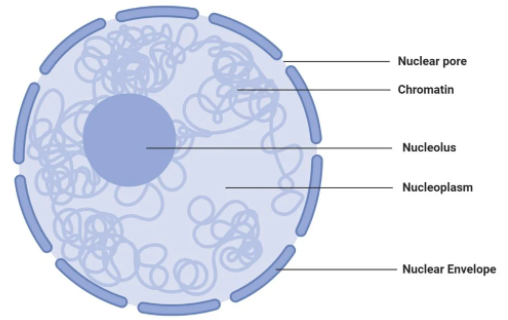 Nuclear pore
Chromatin
Nucleolus
Nucleoplasm
Nuclear Envelope